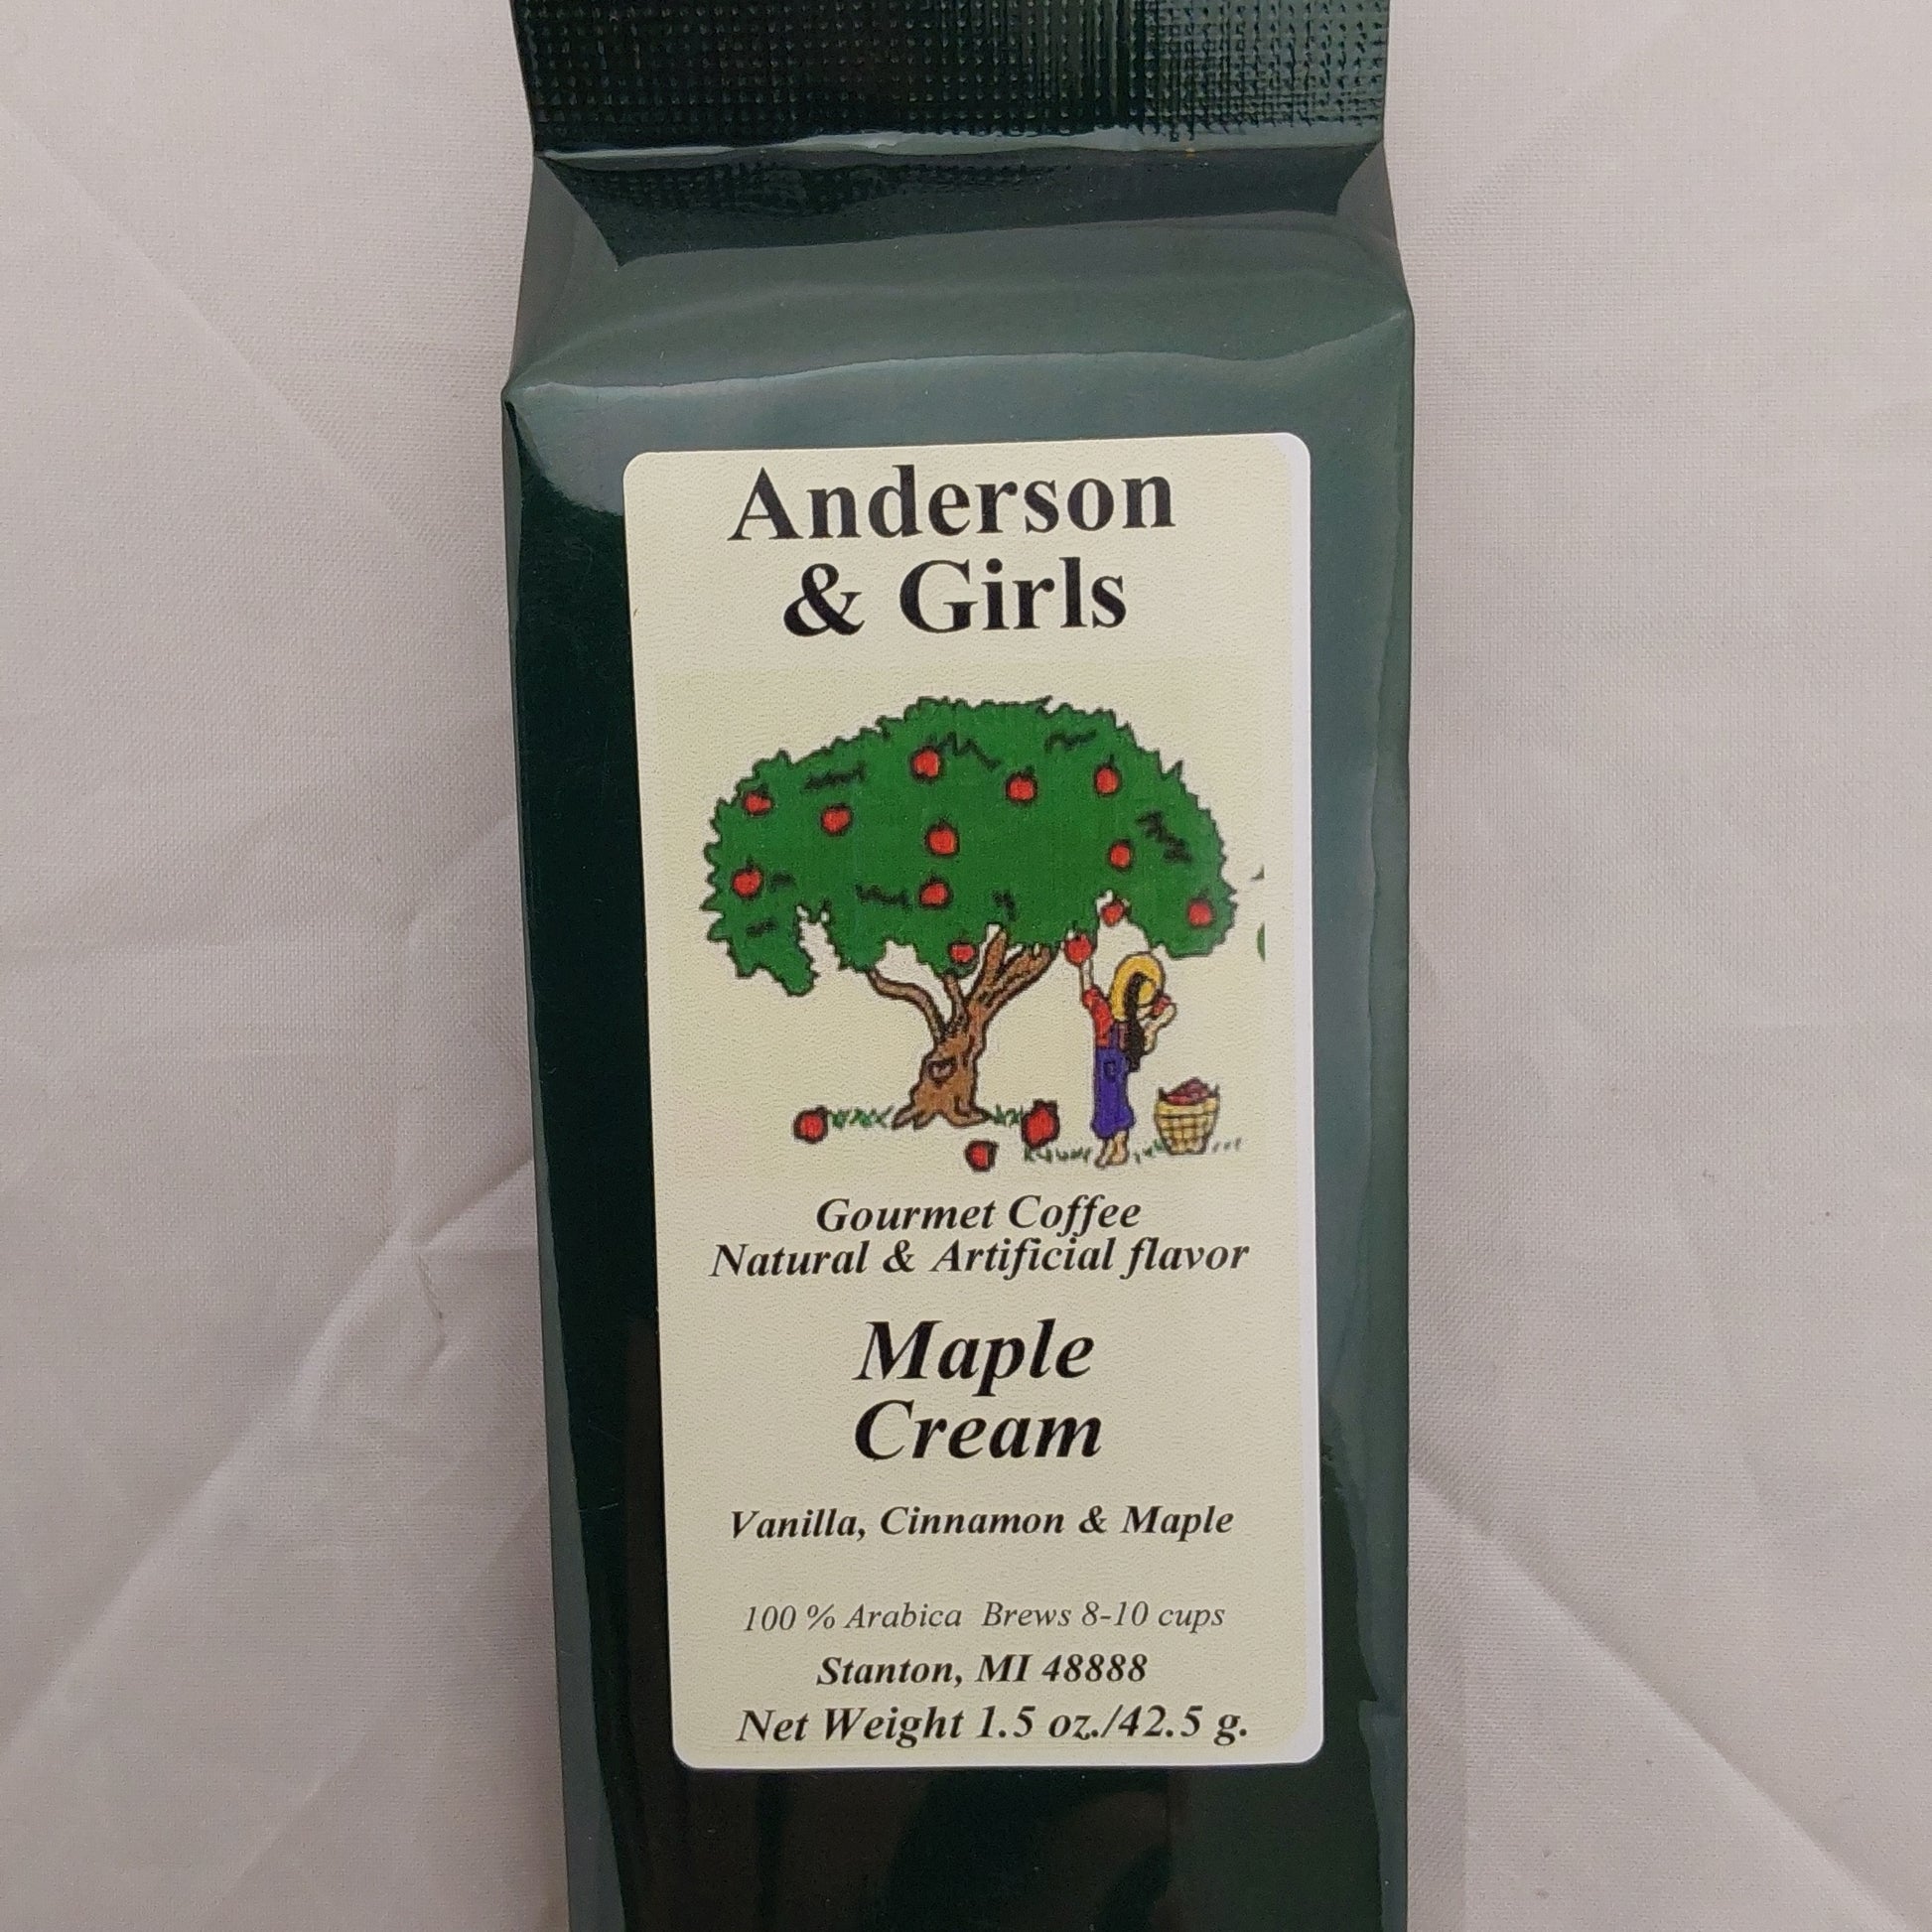 Anderson
& Girls
Gourmet Coffee
Natural & Artificial flavor
Maple
Cream
Vanilla, Cinnamon & Maple
100 % Arabica Brews 8-10 cups
Stanton, MI 48888
Net Weight 1.5 oz./42.5 g.